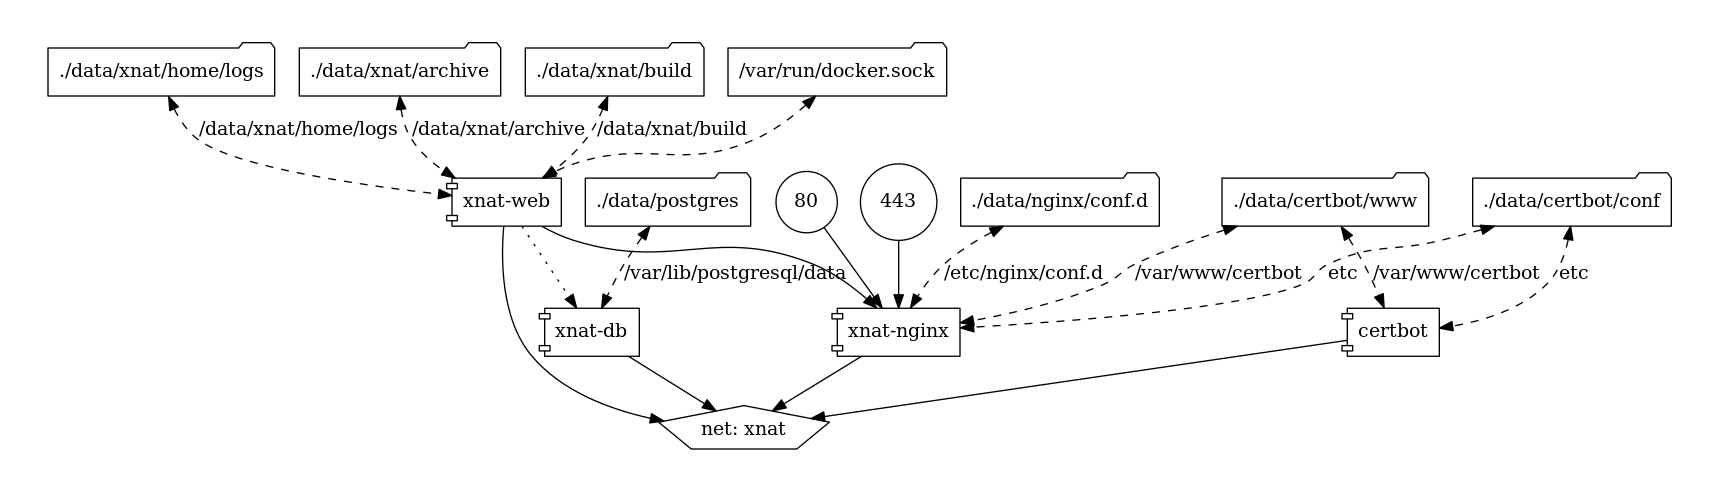 ./data/xnat/home/logs
./data/xnat/archive
./data/xnat/build
/var/run/docker.sock
/data/xnat/home/logs
/data/xnat/archive
/data/xnat/build
xnat-web
./data/postgres
80
443
./data/nginx/conf.d
./data/certbot/www
./data/certbot/conf
/var/lib/postgresql/data
/etc/nginx/conf.d
/var/www/certbot
etc
/var/www/certbot
etc
xnat-db
xnat-nginx
certbot
net: xnat